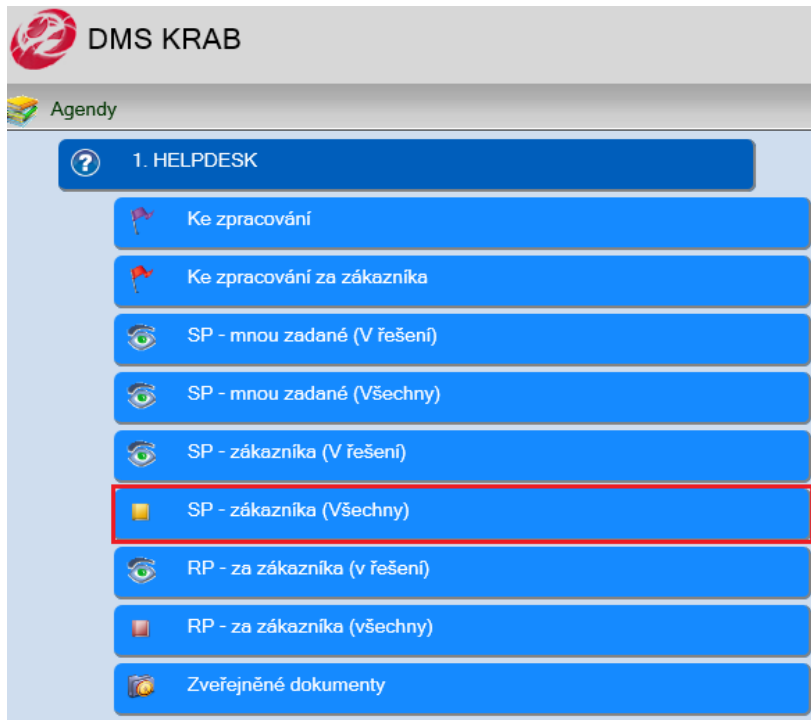 DMS KRAB
Agendy
1. HELPDESK
Ke zpracování
Ke zpracování za zákazníka
SP - mnou zadané (V řešení)
SP - mnou zadané (Všechny)
SP - zákazníka (V řešení)
SP - zákazníka (Všechny)
RP - za zákazníka (v řešení)
RP - za zákazníka (všechny)
Zveřejněné dokumenty